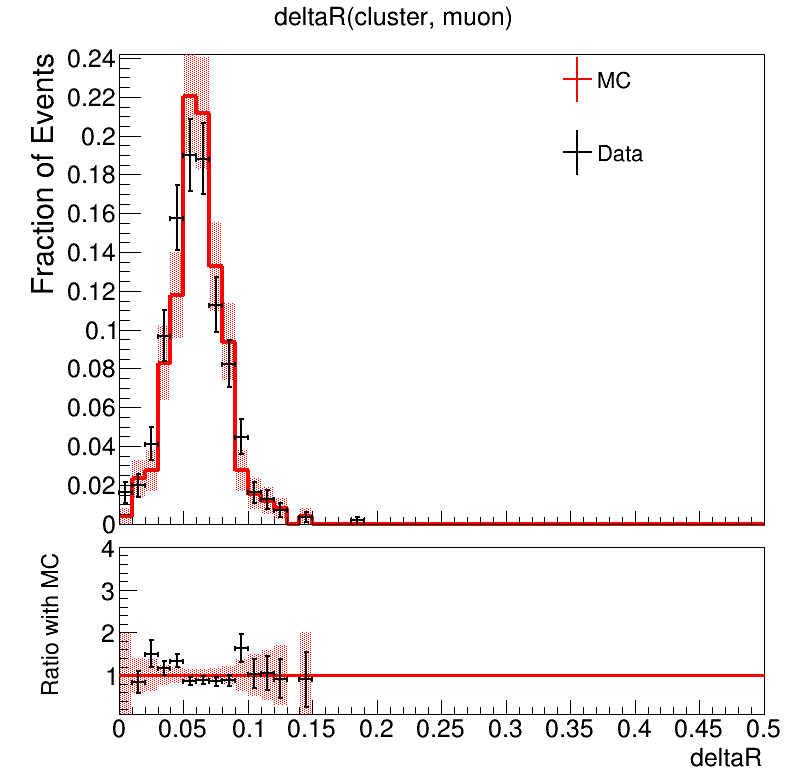 deltaR(cluster, muon)
Fraction of Events
0.24
0.22
0.2
0.18
0.16
0.14
0.12
0.1
0.08
0.06
0.04
0.02
0
MC
Data
Ratio with MC
4
3
2
1
0 0.05 0.1 0.15 0.2 0.25 0.3 0.35 0.4 0.45 0.5
deltaR